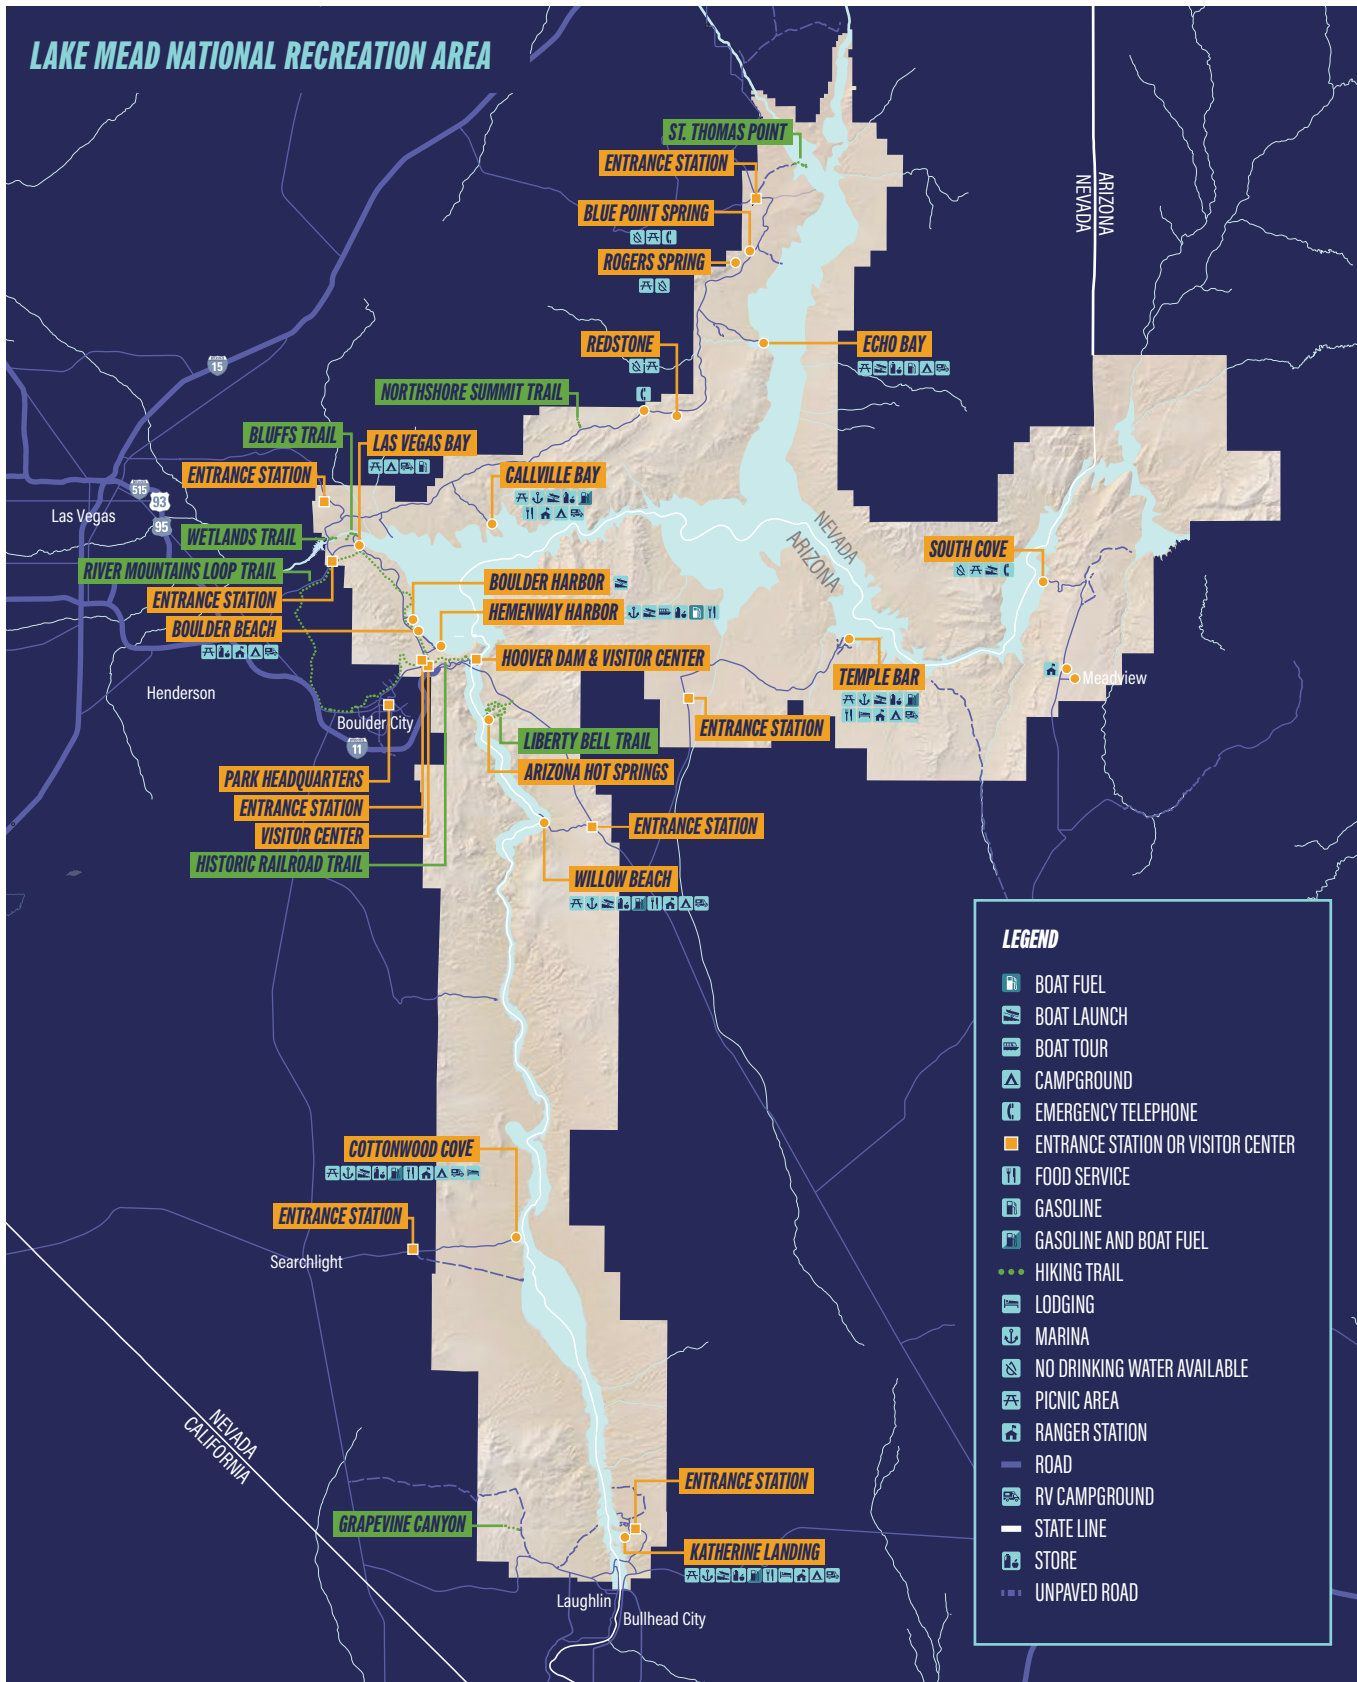 LAKE MEAD NATIONAL RECREATION AREA
ST. THOMAS POINT
ENTRANCE STATION
BLUE POINT SPRING
ROGERS SPRING
ARIZONA
NEVADA
REDSTONE
ECHO BAY
15
NORTHSHORE SUMMIT TRAIL
BLUFFS TRAIL
LAS VEGAS BAY
ENTRANCE STATION
CALLVILLE BAY
515
93
95
Las Vegas
WETLANDS TRAIL
NEVADA
ARIZONA
SOUTH COVE
RIVER MOUNTAINS LOOP TRAIL
BOULDER HARBOR
ENTRANCE STATION
HEMENWAY HARBOR
BOULDER BEACH
HOOVER DAM & VISITOR CENTER
TEMPLE BAR
Meadview
Henderson
Boulder City
ENTRANCE STATION
LIBERTY BELL TRAIL
11
ARIZONA HOT SPRINGS
PARK HEADQUARTERS
ENTRANCE STATION
VISITOR CENTER
ENTRANCE STATION
HISTORIC RAILROAD TRAIL
WILLOW BEACH
COTTONWOOD COVE
ENTRANCE STATION
Searchlight
NEVADA
CALIFORNIA
ENTRANCE STATION
GRAPEVINE CANYON
KATHERINE LANDING
Laughlin
Bullhead City
LEGEND
BOAT FUEL
BOAT LAUNCH
BOAT TOUR
CAMPGROUND
EMERGENCY TELEPHONE
ENTRANCE STATION OR VISITOR CENTER
FOOD SERVICE
GASOLINE
GASOLINE AND BOAT FUEL
HIKING TRAIL
LODGING
MARINA
NO DRINKING WATER AVAILABLE
PICNIC AREA
RANGER STATION
ROAD
RV CAMPGROUND
STATE LINE
STORE
UNPAVED ROAD